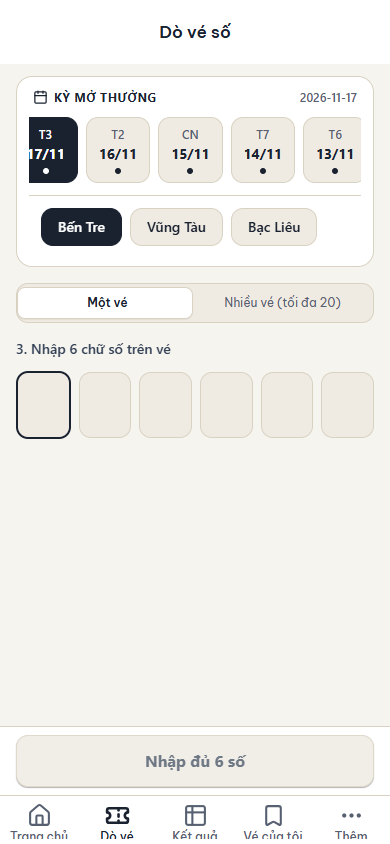 Dò vé số
KỲ MỞ THƯỞNG 2026-11-17
T3 T2 CN T7 T6
17/11 16/11 15/11 14/11 13/11
Bến Tre Vũng Tàu Bạc Liêu
Một vé Nhiều vé (tối đa 20)
3. Nhập 6 chữ số trên vé
Nhập đủ 6 số
Trang chủ Dò vé Kết quả Vé của tôi Thêm